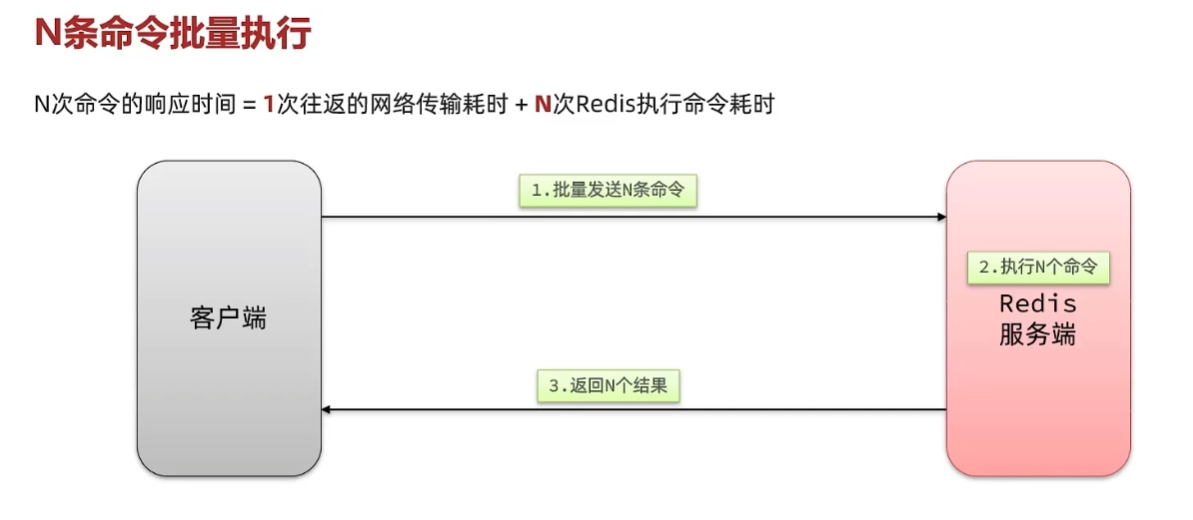 N条命令批量执行
N次命令的响应时间 = 1次往返的网络传输耗时 + N次Redis执行命令耗时
1.批量发送N条命令
2.执行N个命令
客户端
Redis
服务端
3.返回N个结果